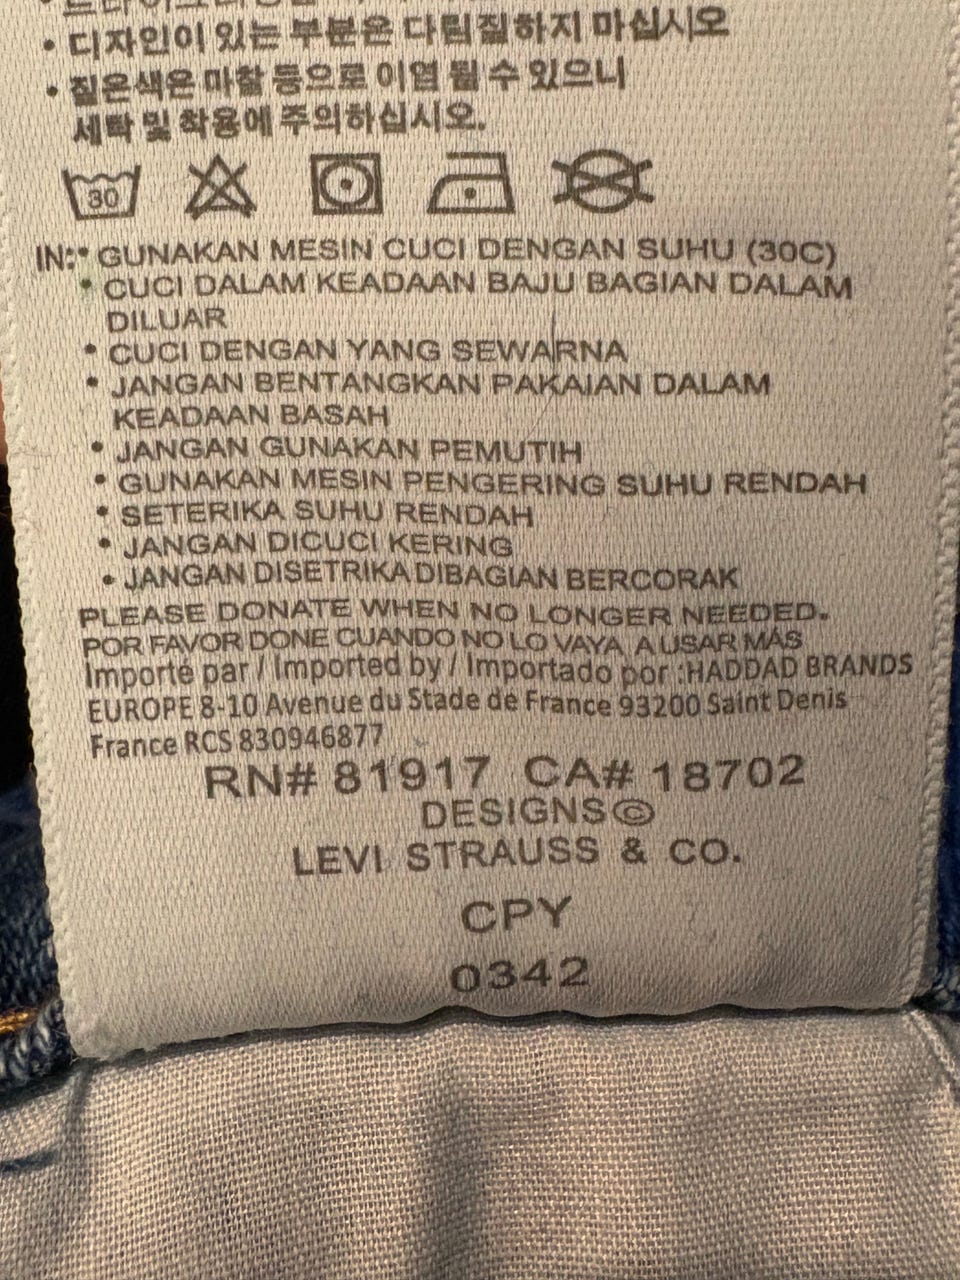 • 디자인이 있는 부분은 다림질하지 마십시오
• 짙은색은 마찰 등으로 이염 될 수 있으니
세탁 및 착용에 주의하십시오.
30
IN:• GUNAKAN MESIN CUCI DENGAN SUHU (30C)
• CUCI DALAM KEADAAN BAJU BAGIAN DALAM
DILUAR
• CUCI DENGAN YANG SEWARNA
• JANGAN BENTANGKAN PAKAIAN DALAM
KEADAAN BASAH
• JANGAN GUNAKAN PEMUTIH
• GUNAKAN MESIN PENGERING SUHU RENDAH
• SETERIKA SUHU RENDAH
• JANGAN DICUCI KERING
• JANGAN DISETRIKA DIBAGIAN BERCORAK
PLEASE DONATE WHEN NO LONGER NEEDED.
POR FAVOR DONE CUANDO NO LO VAYA A USAR MÁS
Importé par / Imported by / Importado por :HADDAD BRANDS
EUROPE 8-10 Avenue du Stade de France 93200 Saint Denis
France RCS 830946877
RN# 81917 CA# 18702
DESIGNS©
LEVI STRAUSS & CO.
CPY
0342